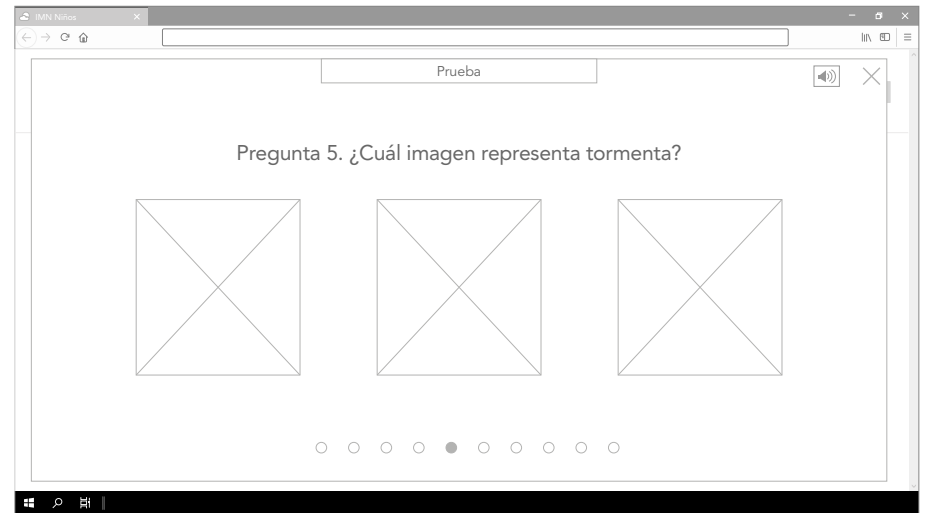 IMN Niños
Prueba
Pregunta 5. ¿Cuál imagen representa tormenta?